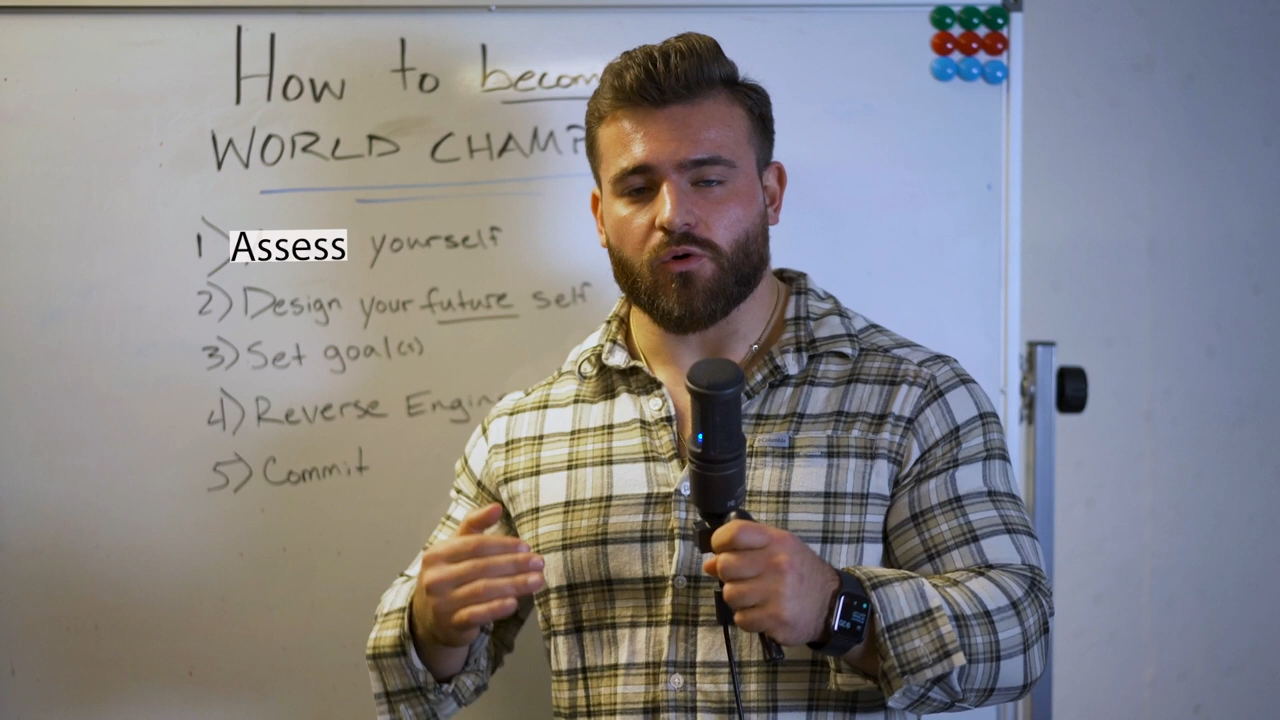 How to becom
WORLD CHAMP
1) Assess yourself
2) Design your future self
3) Set goal(s)
4) Reverse Engin
5) Commit
Columbia